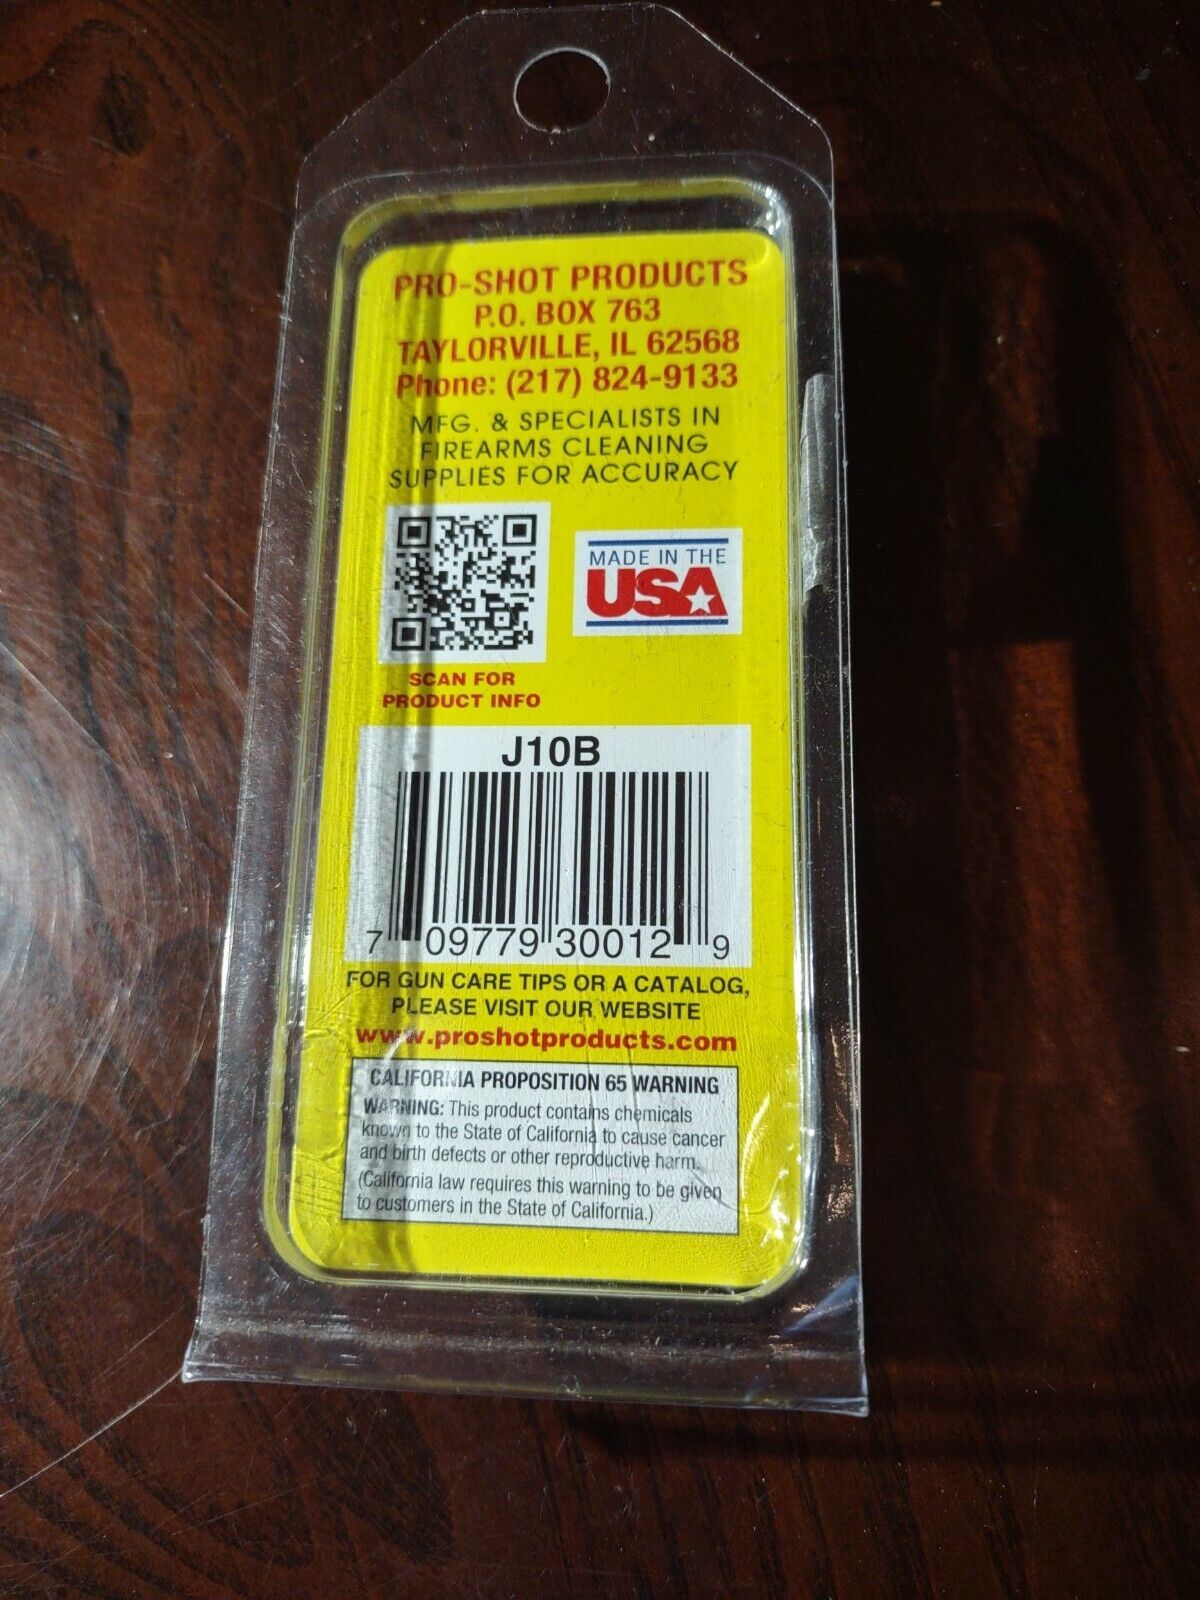 PRO-SHOT PRODUCTS
P.O. BOX 763
TAYLORVILLE, IL 62568
Phone: (217) 824-9133
MFG. & SPECIALISTS IN
FIREARMS CLEANING
SUPPLIES FOR ACCURACY
MADE IN THE
USA
SCAN FOR
PRODUCT INFO
J10B
7 09779 30012 9
FOR GUN CARE TIPS OR A CATALOG,
PLEASE VISIT OUR WEBSITE
www.proshotproducts.com
CALIFORNIA PROPOSITION 65 WARNING
WARNING: This product contains chemicals
known to the State of California to cause cancer
and birth defects or other reproductive harm.
(California law requires this warning to be given
to customers in the State of California.)